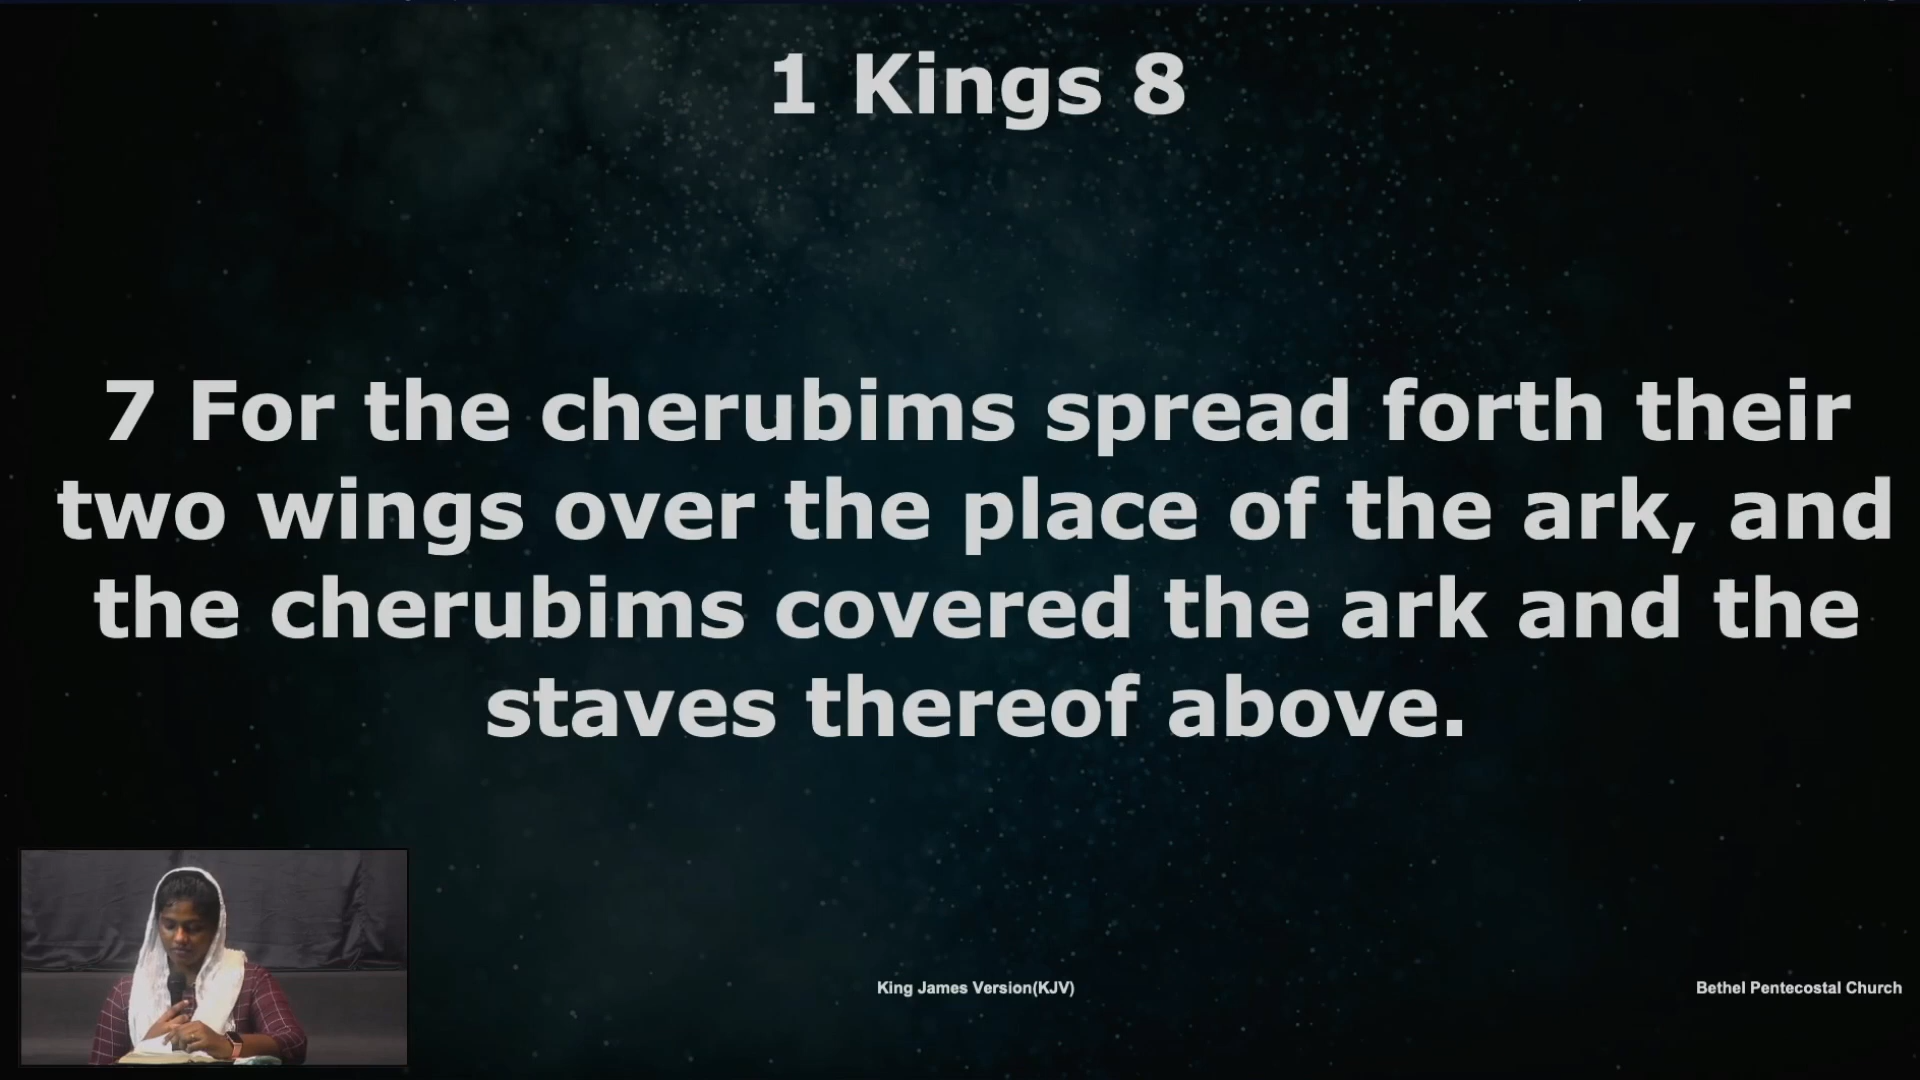 1 Kings 8
7 For the cherubims spread forth their
two wings over the place of the ark, and
the cherubims covered the ark and the
staves thereof above.
King James Version(KJV)
Bethel Pentecostal Church